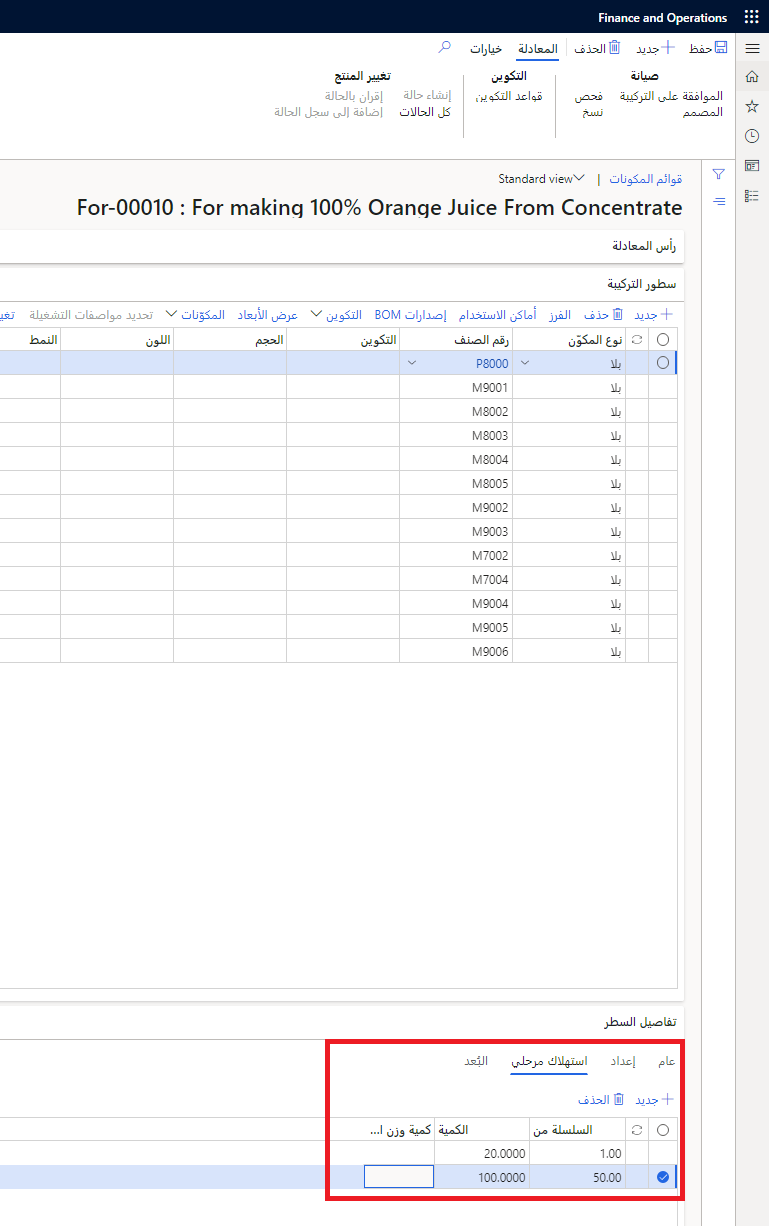 Finance and Operations
حفظ جديد الحذف المعادلة خيارات
صيانة التكوين تغيير المنتج
الموافقة على التركيبة فحص قواعد التكوين إنشاء حالة إقران بالحالة
المصمم نسخ كل الحالات إضافة إلى سجل الحالة
قوائم المكونات | Standard view
For-00010 : For making 100% Orange Juice From Concentrate
رأس المعادلة
سطور التركيبة
جديد حذف الفرز أماكن الاستخدام إصدارات BOM التكوين عرض الأبعاد المكوّنات تحديد مواصفات التشغيلة تغيي
نوع المكوّن رقم الصنف التكوين الحجم اللون النمط
بلا P8000
بلا M9001
بلا M8002
بلا M8003
بلا M8004
بلا M8005
بلا M9002
بلا M9003
بلا M7002
بلا M7004
بلا M9004
بلا M9005
بلا M9006
تفاصيل السطر
عام إعداد استهلاك مرحلي البُعد
جديد الحذف
السلسلة من الكمية كمية وزن ا...
1.00 20.0000
50.00 100.0000